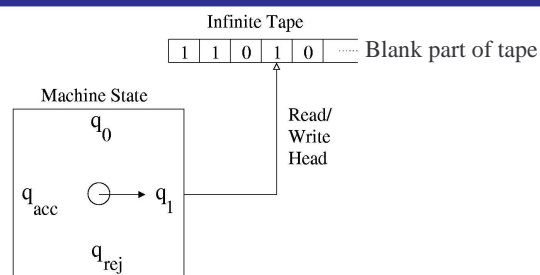 Infinite Tape
1 1 0 1 0 ...... Blank part of tape
Machine State
Read/
Write
Head
q0
qacc
q1
qrej